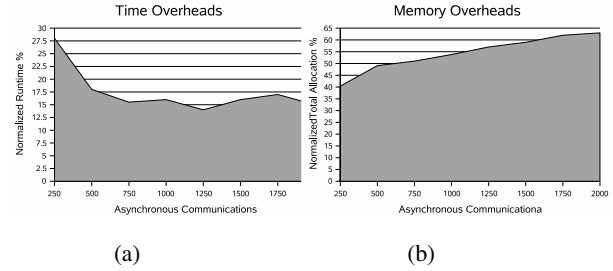 Time Overheads
Normalized Runtime %
30
27.5
25
22.5
20
17.5
15
12.5
10
7.5
5
2.5
0
250 500 750 1000 1250 1500 1750
Asynchronous Communications
(a)
Memory Overheads
NormalizedTotal Allocation %
65
60
55
50
45
40
35
30
25
20
15
10
5
0
250 500 750 1000 1250 1500 1750 2000
Asynchronous Communicationa
(b)